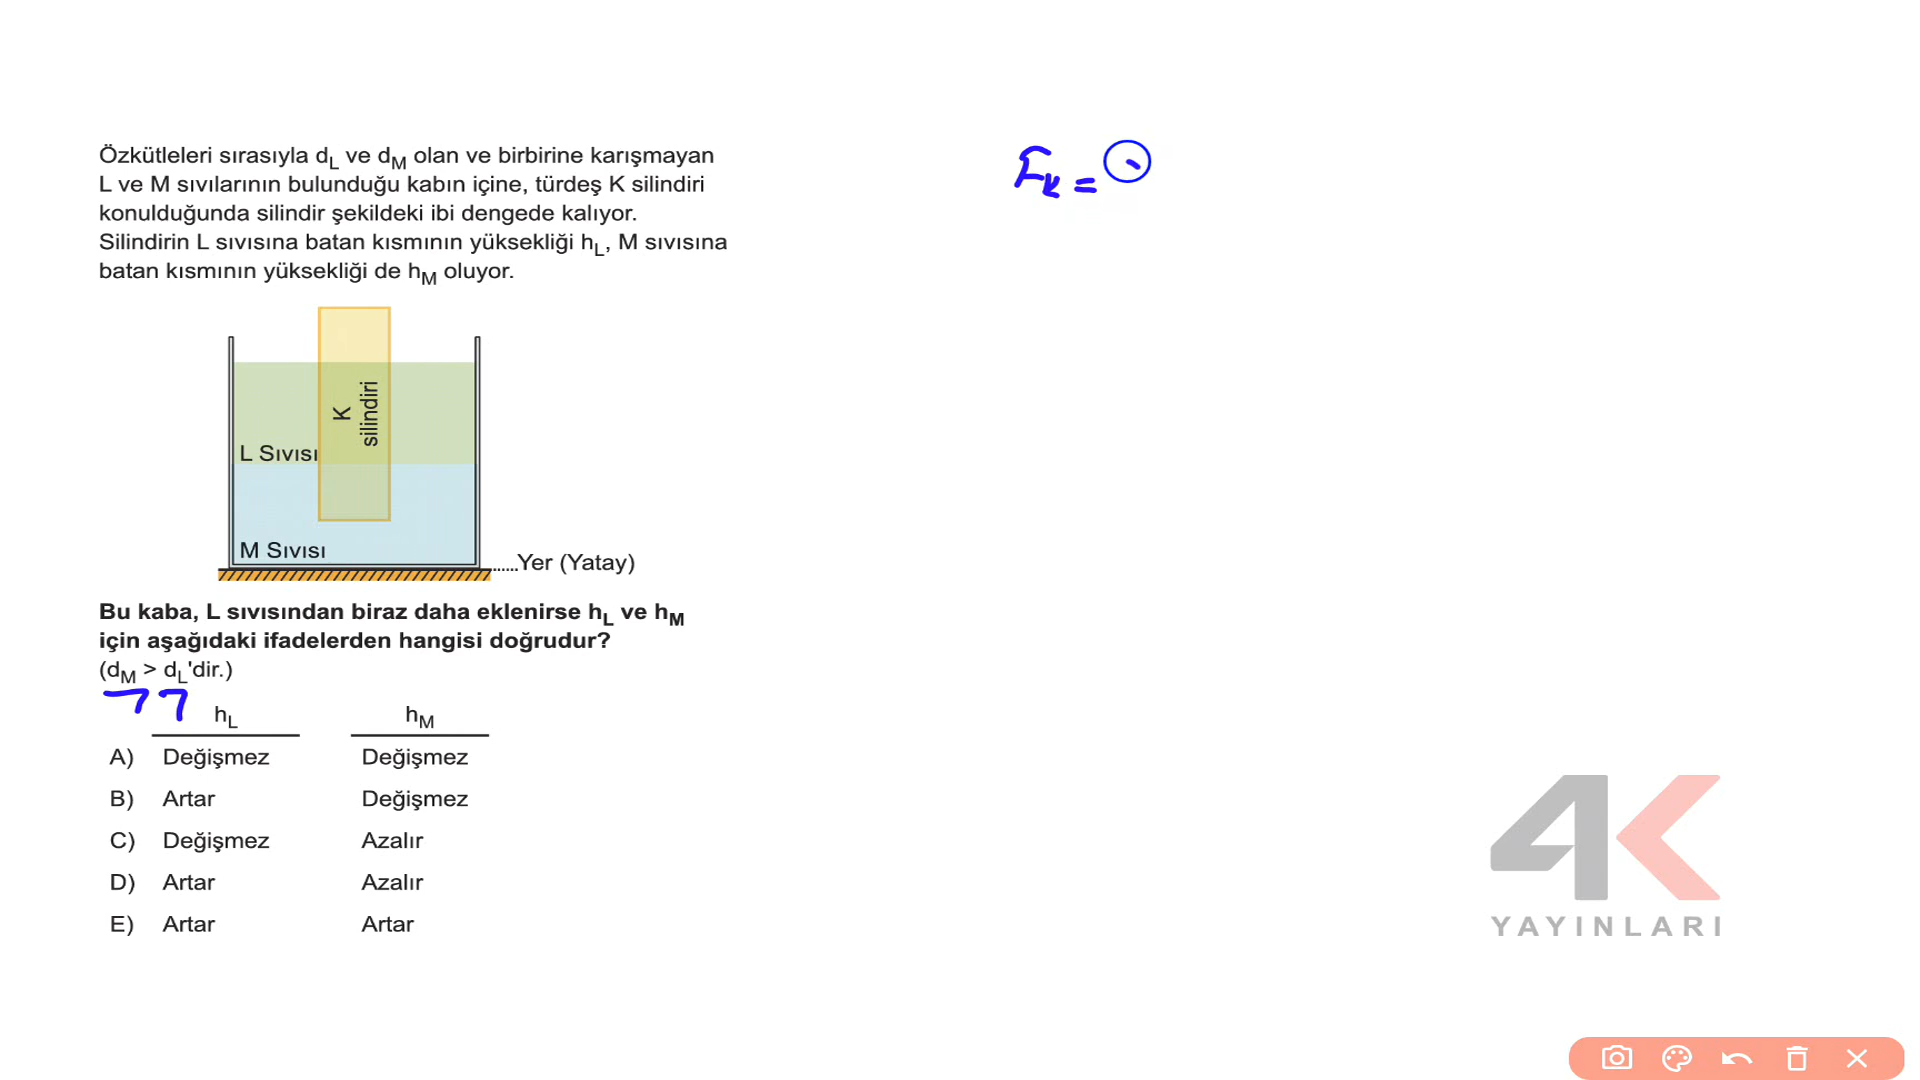 Özkütleleri sırasıyla dL ve dM olan ve birbirine karışmayan
L ve M sıvılarının bulunduğu kabın içine, türdeş K silindiri
konulduğunda silindir şekildeki ibi dengede kalıyor.
Silindirin L sıvısına batan kısmının yüksekliği hL, M sıvısına
batan kısmının yüksekliği de hM oluyor.
K
silindiri
L Sıvısı
M Sıvısı
......Yer (Yatay)
Bu kaba, L sıvısından biraz daha eklenirse hL ve hM
için aşağıdaki ifadelerden hangisi doğrudur?
(dM > dL'dir.)
hL hM
A) Değişmez Değişmez
B) Artar Değişmez
C) Değişmez Azalır
D) Artar Azalır
E) Artar Artar
FK =
4K
YAYINLARI